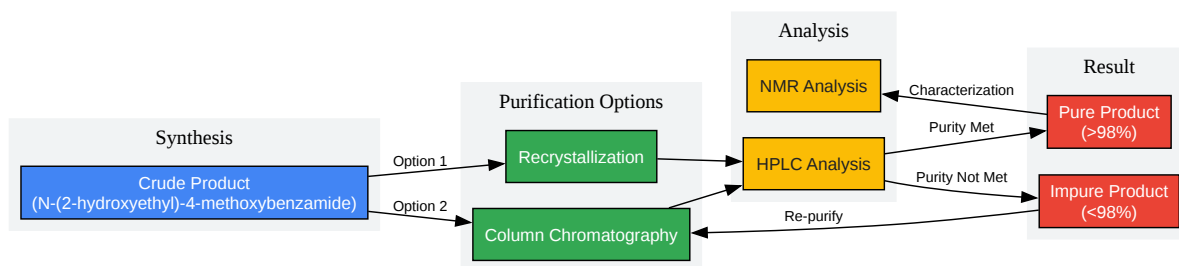 Synthesis
Crude Product
(N-(2-hydroxyethyl)-4-methoxybenzamide)
Option 1
Option 2
Purification Options
Recrystallization
Column Chromatography
Analysis
NMR Analysis
HPLC Analysis
Characterization
Purity Met
Purity Not Met
Re-purify
Result
Pure Product
(>98%)
Impure Product
(<98%)